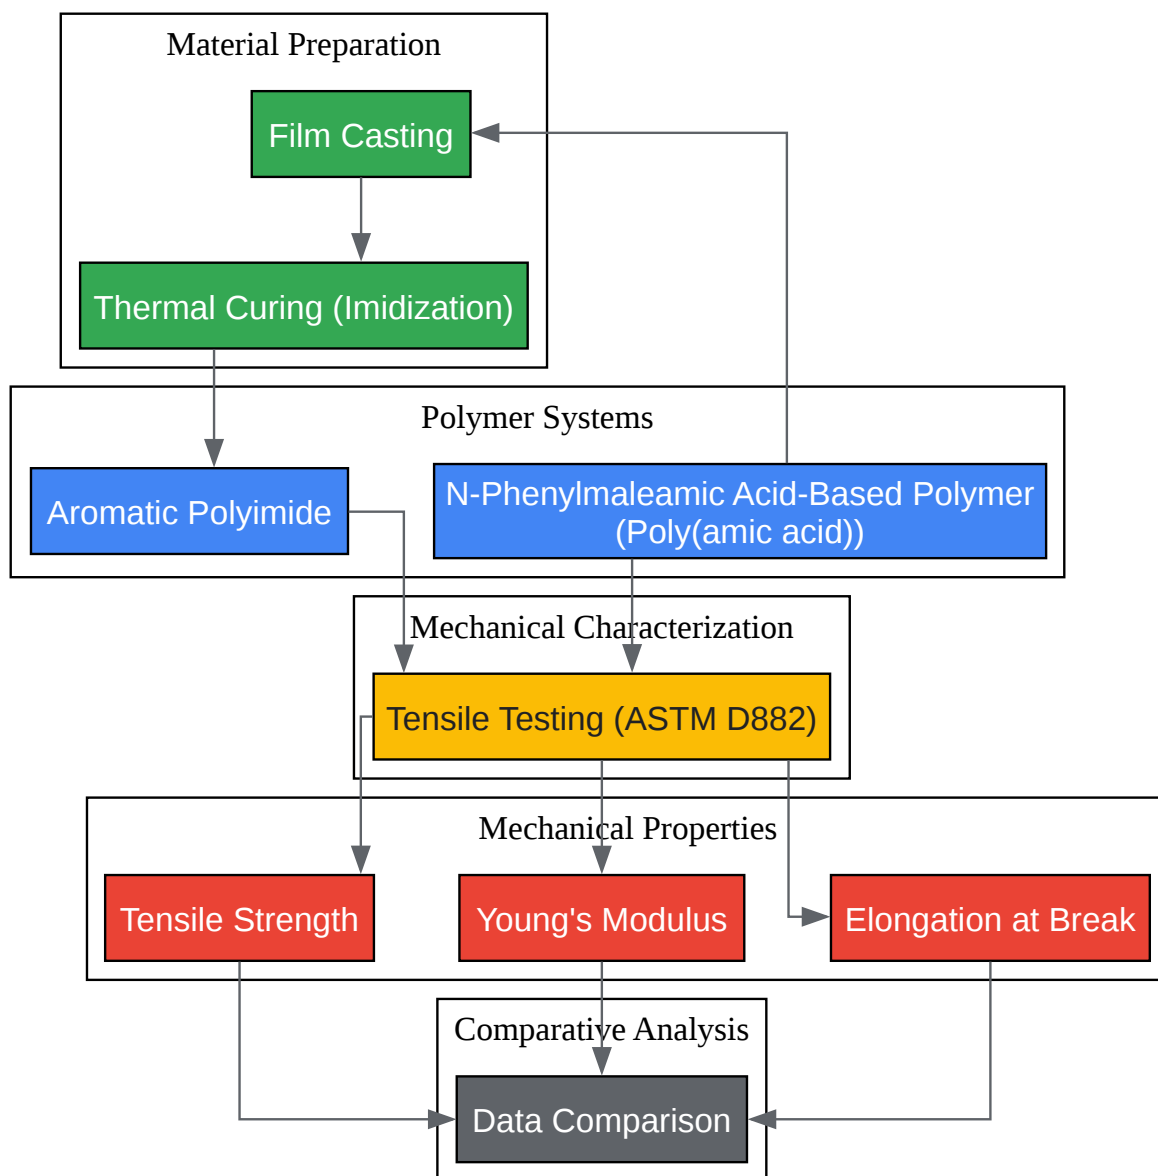 Material Preparation
Film Casting
Thermal Curing (Imidization)
Polymer Systems
Aromatic Polyimide
N-Phenylmaleamic Acid-Based Polymer
(Poly(amic acid))
Mechanical Characterization
Tensile Testing (ASTM D882)
Mechanical Properties
Tensile Strength
Young's Modulus
Elongation at Break
Comparative Analysis
Data Comparison